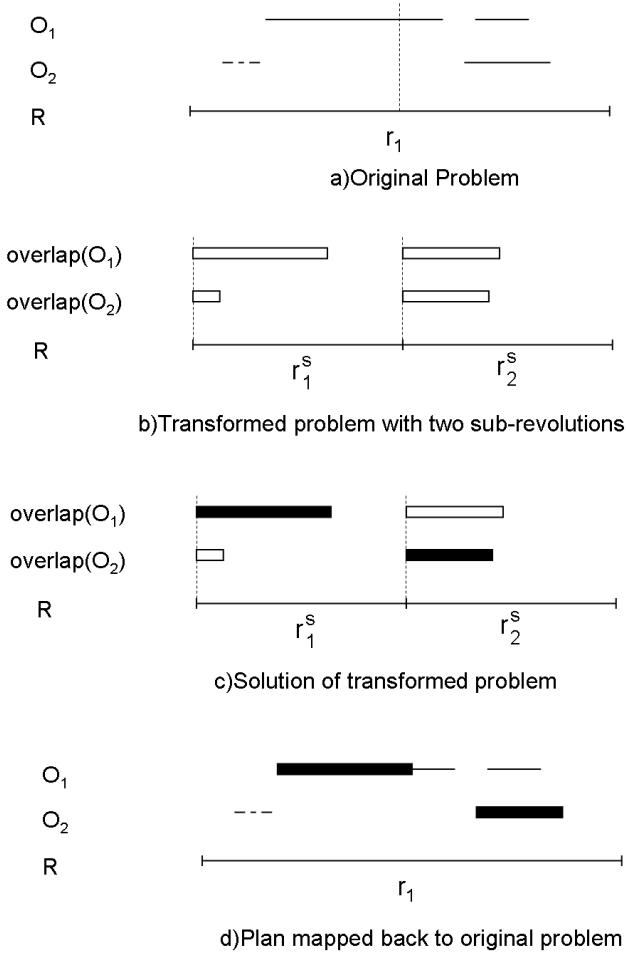 O₁
O₂
R
r₁
a)Original Problem
overlap(O₁)
overlap(O₂)
R
r₁ˢ r₂ˢ
b)Transformed problem with two sub-revolutions
overlap(O₁)
overlap(O₂)
R
r₁ˢ r₂ˢ
c)Solution of transformed problem
O₁
O₂
R
r₁
d)Plan mapped back to original problem